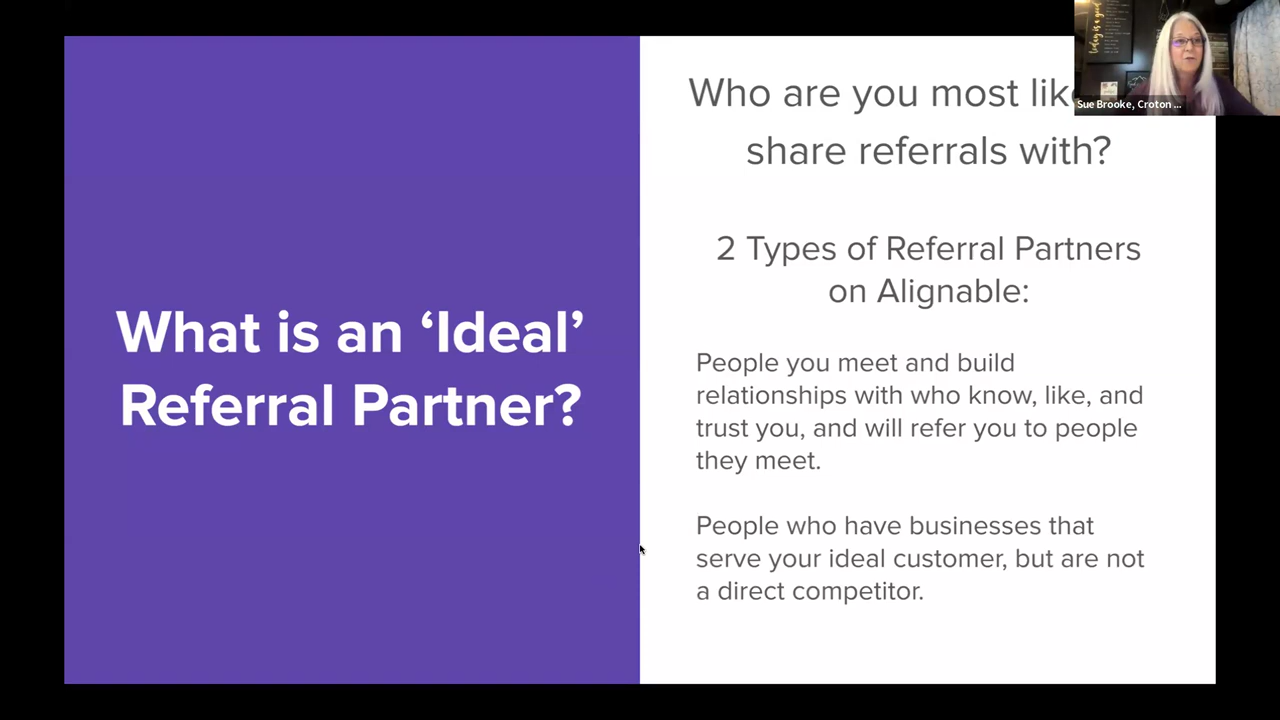 What is an ‘Ideal’
Referral Partner?
Who are you most
share referrals with?
2 Types of Referral Partners
on Alignable:
People you meet and build
relationships with who know, like, and
trust you, and will refer you to people
they meet.
People who have businesses that
serve your ideal customer, but are not
a direct competitor.
today is a good
Sue Brooke, Croton ...